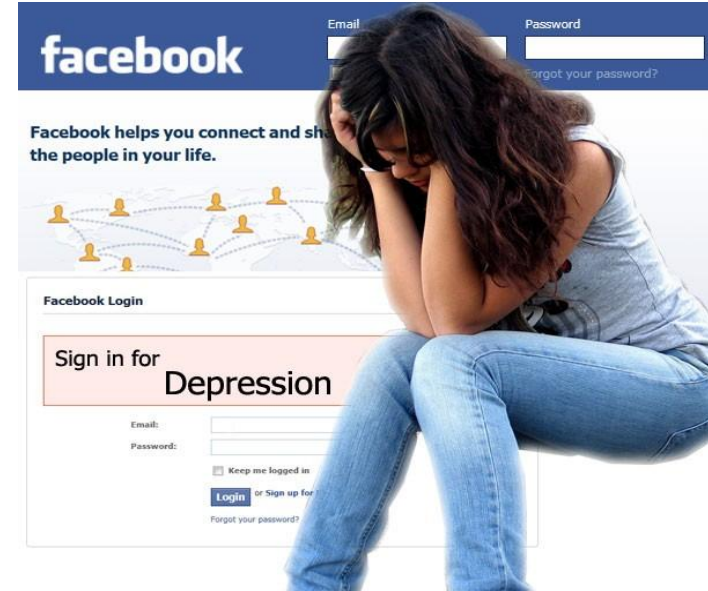 Email Password
facebook
Forgot your password?
Facebook helps you connect and
the people in your life.
Facebook Login
Sign in for
Depression
Email:
Password:
Keep me logged in
Login or Sign up for
Forgot your password?